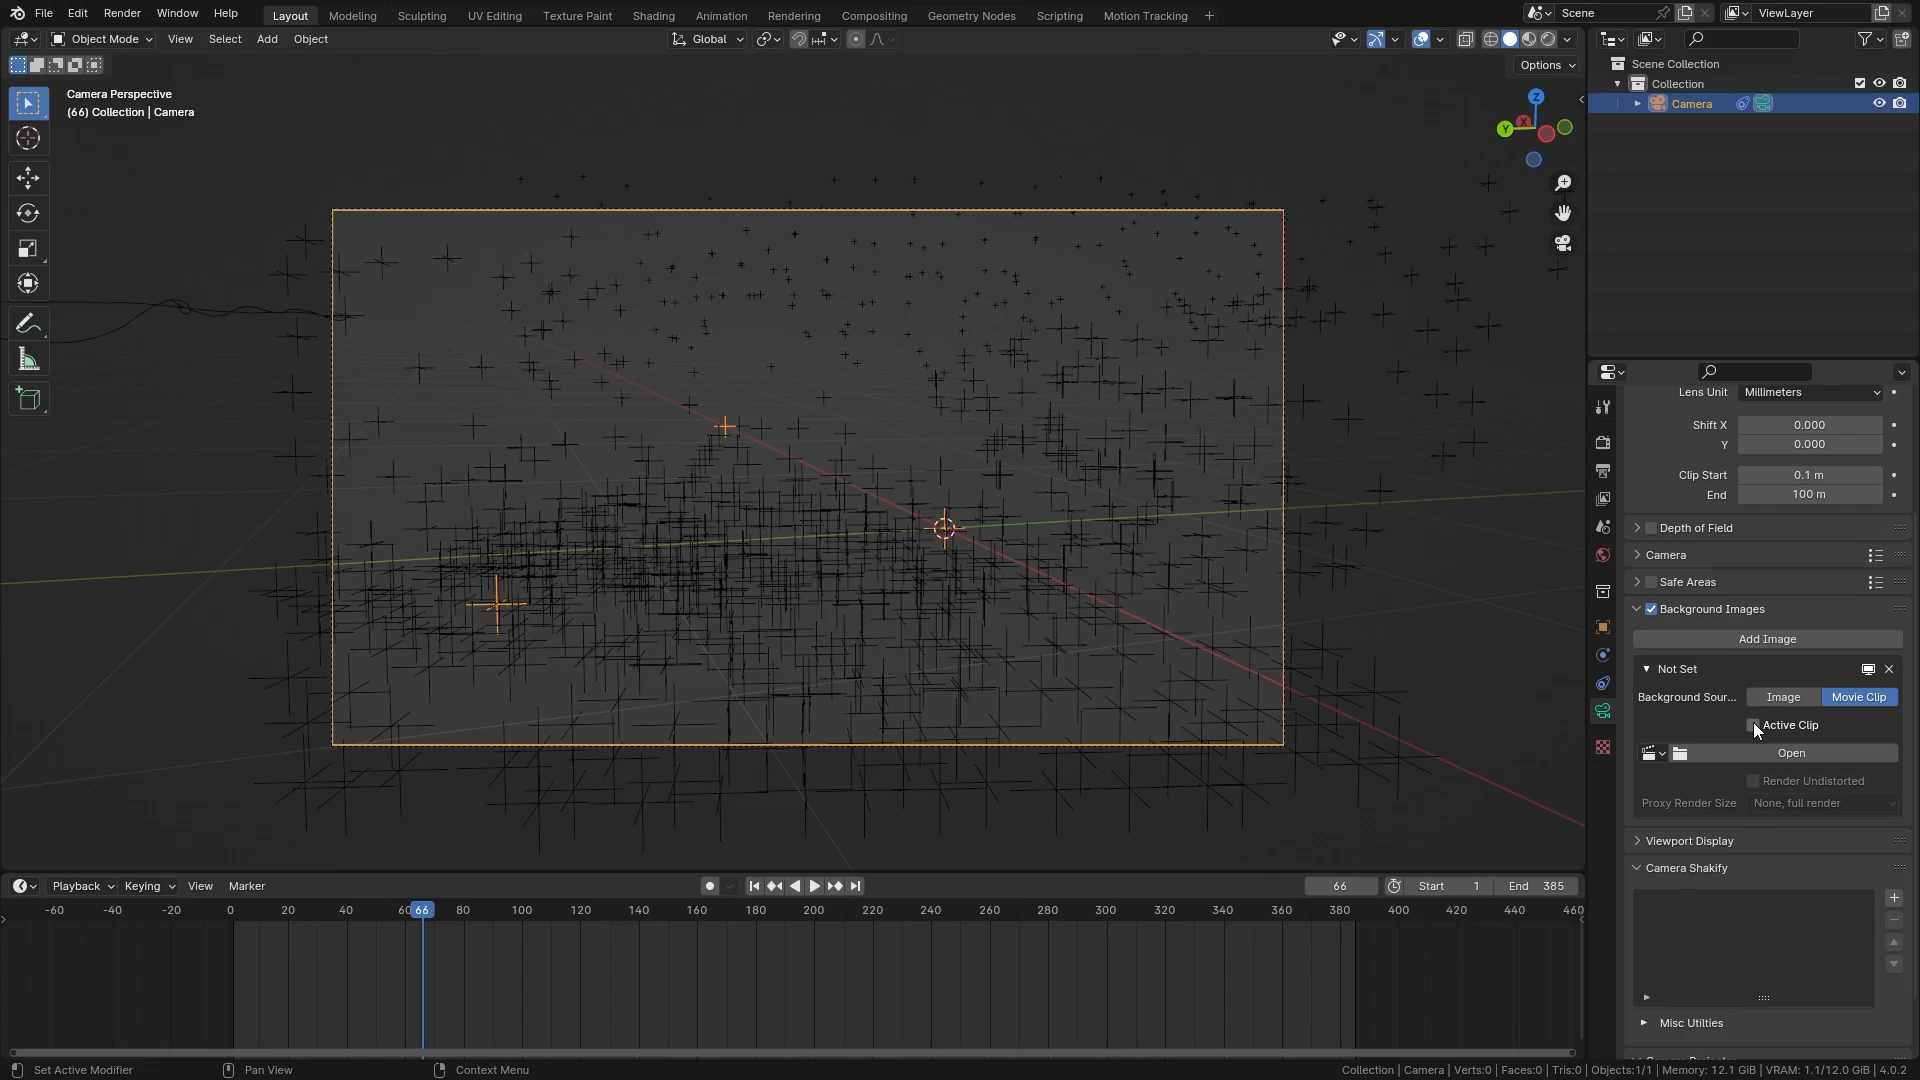 File Edit Render Window Help Layout Modeling Sculpting UV Editing Texture Paint Shading Animation Rendering Compositing Geometry Nodes Scripting Motion Tracking + Scene ViewLayer
Object Mode View Select Add Object Global
Options
Camera Perspective
(66) Collection | Camera
Z
Y
X
Scene Collection
Collection
Camera
Lens Unit Millimeters
Shift X 0.000
Y 0.000
Clip Start 0.1 m
End 100 m
Depth of Field
Camera
Safe Areas
Background Images
Add Image
Not Set
Background Sour... Image Movie Clip
Active Clip
Open
Render Undistorted
Proxy Render Size None, full render
Viewport Display
Camera Shakify
Misc Utilties
Playback Keying View Marker 66 Start 1 End 385
-60 -40 -20 0 20 40 60 66 80 100 120 140 160 180 200 220 240 260 280 300 320 340 360 380 400 420 440 460
Set Active Modifier Pan View Context Menu Collection | Camera | Verts:0 | Faces:0 | Tris:0 | Objects:1/1 | Memory: 12.1 GiB | VRAM: 1.1/12.0 GiB | 4.0.2